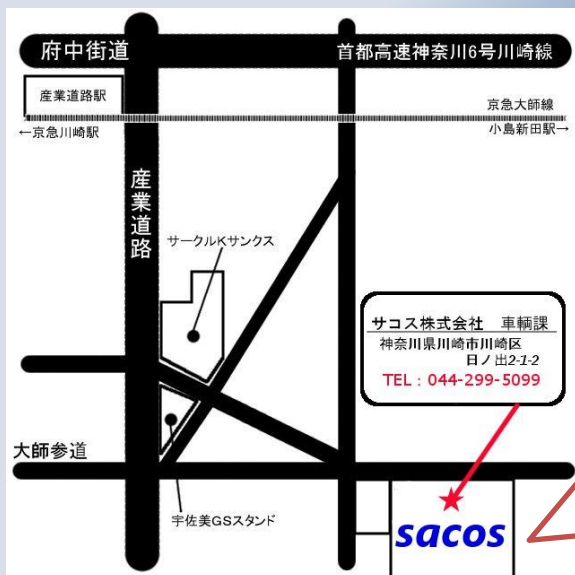 府中街道
首都高速神奈川6号川崎線
産業道路駅
京急大師線
←京急川崎駅
小島新田駅→
産業道路
サークルKサンクス
サコス株式会社 車輌課
神奈川県川崎市川崎区
日ノ出2-1-2
TEL：044-299-5099
大師参道
宇佐美GSスタンド
sacos